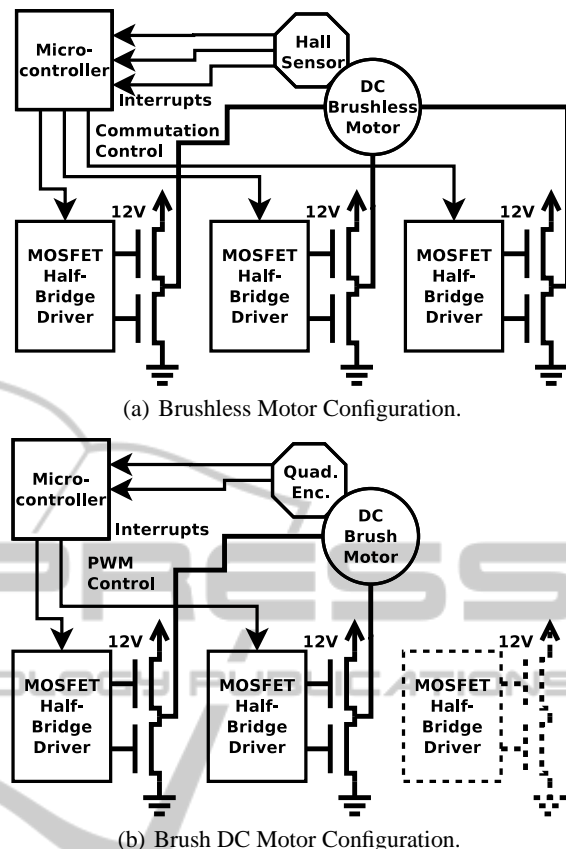 Micro-
controller
Hall
Sensor
DC
Brushless
Motor
Interrupts
Commutation
Control
12V
12V
12V
MOSFET
Half-
Bridge
Driver
MOSFET
Half-
Bridge
Driver
MOSFET
Half-
Bridge
Driver
(a) Brushless Motor Configuration.
Micro-
controller
Quad.
Enc.
DC
Brush
Motor
Interrupts
PWM
Control
12V
12V
12V
MOSFET
Half-
Bridge
Driver
MOSFET
Half-
Bridge
Driver
MOSFET
Half-
Bridge
Driver
(b) Brush DC Motor Configuration.